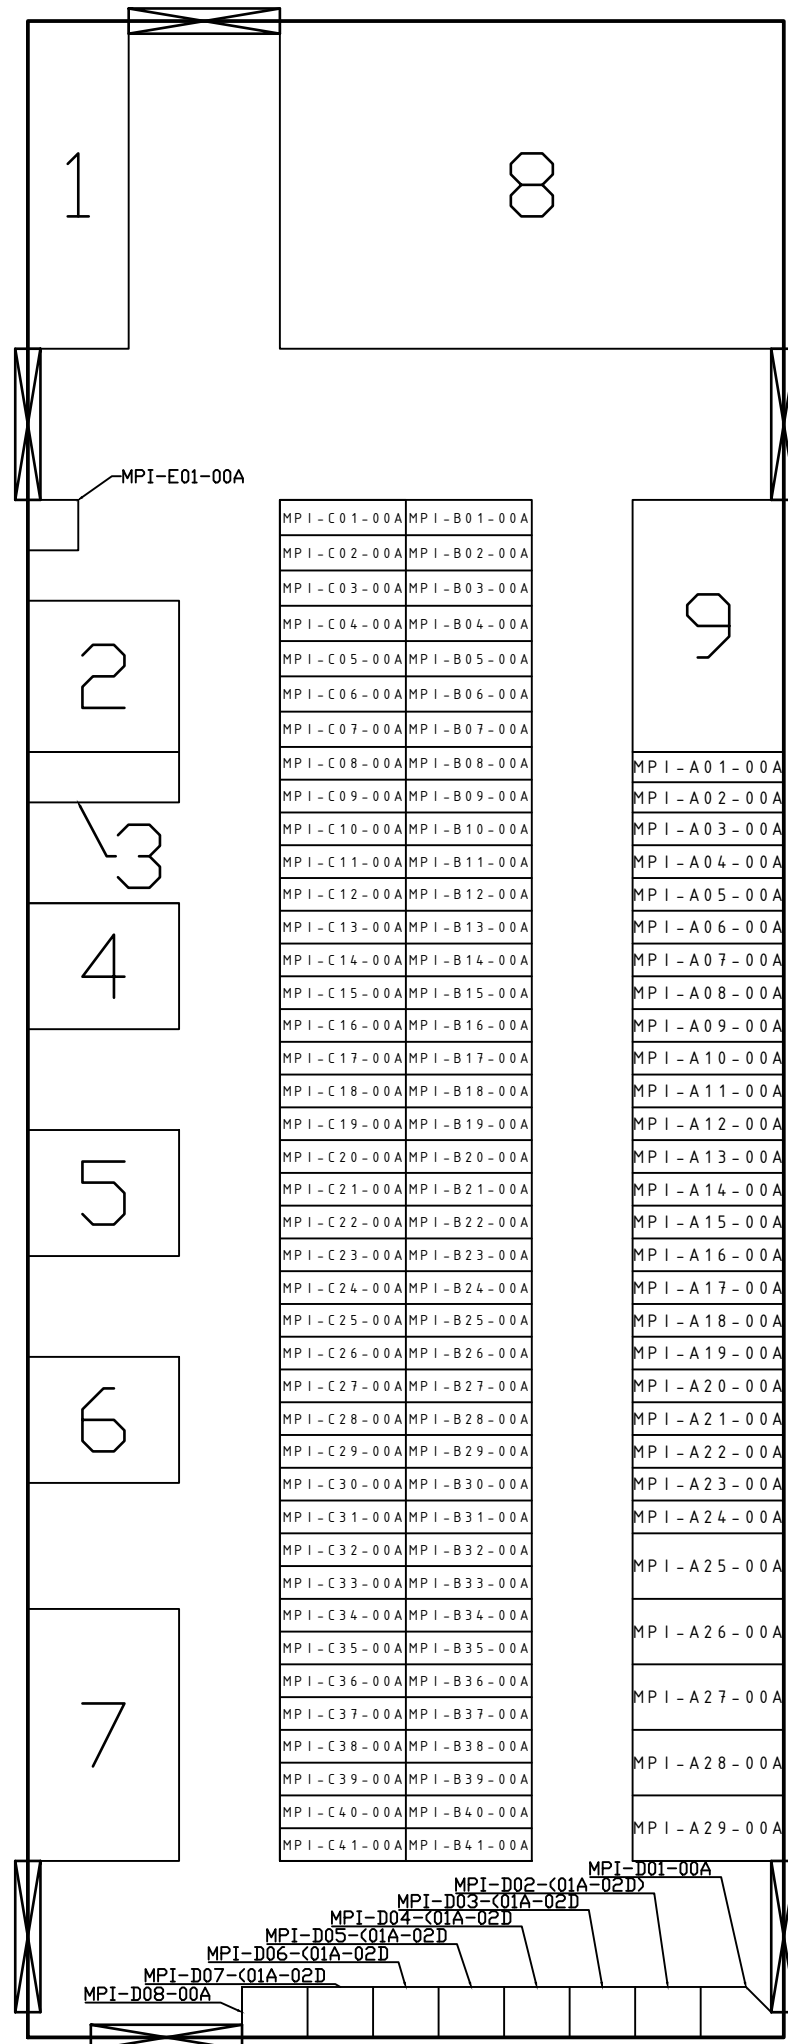 1
8
MPI-E01-00A
MPI-C01-00A MPI-B01-00A
MPI-C02-00A MPI-B02-00A
MPI-C03-00A MPI-B03-00A
MPI-C04-00A MPI-B04-00A
MPI-C05-00A MPI-B05-00A
MPI-C06-00A MPI-B06-00A
MPI-C07-00A MPI-B07-00A
MPI-C08-00A MPI-B08-00A
MPI-C09-00A MPI-B09-00A
MPI-C10-00A MPI-B10-00A
MPI-C11-00A MPI-B11-00A
MPI-C12-00A MPI-B12-00A
MPI-C13-00A MPI-B13-00A
MPI-C14-00A MPI-B14-00A
MPI-C15-00A MPI-B15-00A
MPI-C16-00A MPI-B16-00A
MPI-C17-00A MPI-B17-00A
MPI-C18-00A MPI-B18-00A
MPI-C19-00A MPI-B19-00A
MPI-C20-00A MPI-B20-00A
MPI-C21-00A MPI-B21-00A
MPI-C22-00A MPI-B22-00A
MPI-C23-00A MPI-B23-00A
MPI-C24-00A MPI-B24-00A
MPI-C25-00A MPI-B25-00A
MPI-C26-00A MPI-B26-00A
MPI-C27-00A MPI-B27-00A
MPI-C28-00A MPI-B28-00A
MPI-C29-00A MPI-B29-00A
MPI-C30-00A MPI-B30-00A
MPI-C31-00A MPI-B31-00A
MPI-C32-00A MPI-B32-00A
MPI-C33-00A MPI-B33-00A
MPI-C34-00A MPI-B34-00A
MPI-C35-00A MPI-B35-00A
MPI-C36-00A MPI-B36-00A
MPI-C37-00A MPI-B37-00A
MPI-C38-00A MPI-B38-00A
MPI-C39-00A MPI-B39-00A
MPI-C40-00A MPI-B40-00A
MPI-C41-00A MPI-B41-00A
9
MPI-A01-00A
MPI-A02-00A
MPI-A03-00A
MPI-A04-00A
MPI-A05-00A
MPI-A06-00A
MPI-A07-00A
MPI-A08-00A
MPI-A09-00A
MPI-A10-00A
MPI-A11-00A
MPI-A12-00A
MPI-A13-00A
MPI-A14-00A
MPI-A15-00A
MPI-A16-00A
MPI-A17-00A
MPI-A18-00A
MPI-A19-00A
MPI-A20-00A
MPI-A21-00A
MPI-A22-00A
MPI-A23-00A
MPI-A24-00A
MPI-A25-00A
MPI-A26-00A
MPI-A27-00A
MPI-A28-00A
MPI-A29-00A
2
3
4
5
6
7
MPI-D01-00A
MPI-D02-(01A-02D)
MPI-D03-(01A-02D
MPI-D04-(01A-02D
MPI-D05-(01A-02D
MPI-D06-(01A-02D
MPI-D07-(01A-02D
MPI-D08-00A